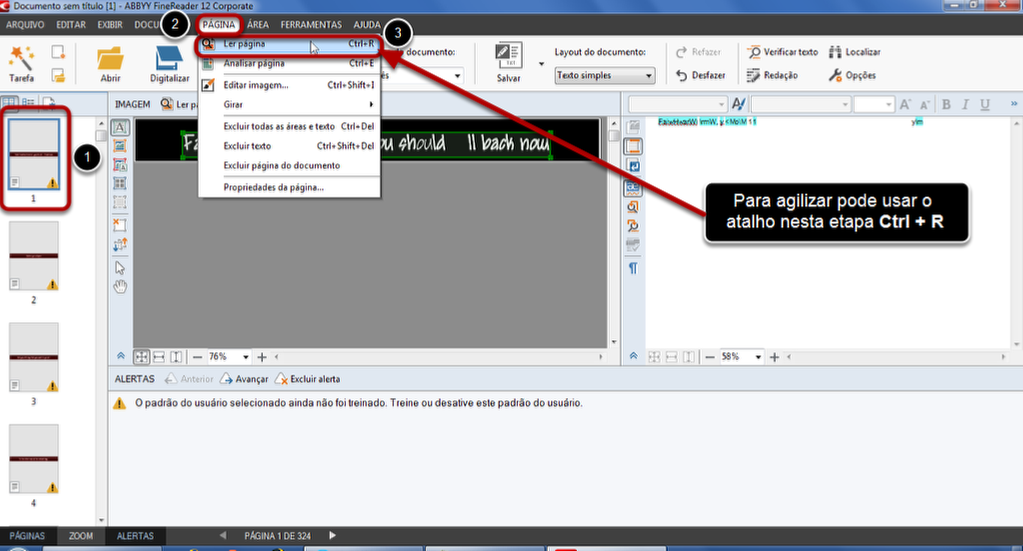 Documento sem título [1] - ABBYY FineReader 12 Corporate
ARQUIVO EDITAR EXIBIR DOCU 2 PÁGINA ÁREA FERRAMENTAS AJUDA 3
Tarefa Abrir Digitalizar documento: Salvar Layout do documento: Texto simples Refazer Desfazer Verificar texto Redação Localizar Opções
Ler página Ctrl+R
Analisar página Ctrl+E
Editar imagem... Ctrl+Shift+I
Girar
Excluir todas as áreas e texto Ctrl+Del
Excluir texto Ctrl+Shift+Del
Excluir página do documento
Propriedades da página...
IMAGEM Ler pá
ou should ll back now
1
1
2
3
4
Para agilizar pode usar o
atalho nesta etapa Ctrl + R
76% 58%
ALERTAS Anterior Avançar Excluir alerta
O padrão do usuário selecionado ainda não foi treinado. Treine ou desative este padrão do usuário.
PÁGINAS ZOOM ALERTAS PÁGINA 1 DE 324